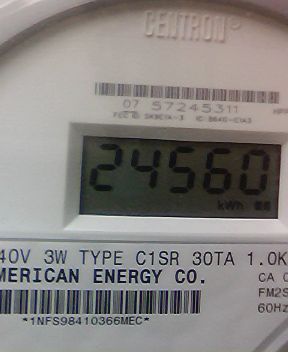 CENTRON®
07 57245311
24560
kWh
40V 3W TYPE C1SR 30TA 1.0K
MERICAN ENERGY CO.
CA
FM2S
60Hz
*1NFS98410366MEC*